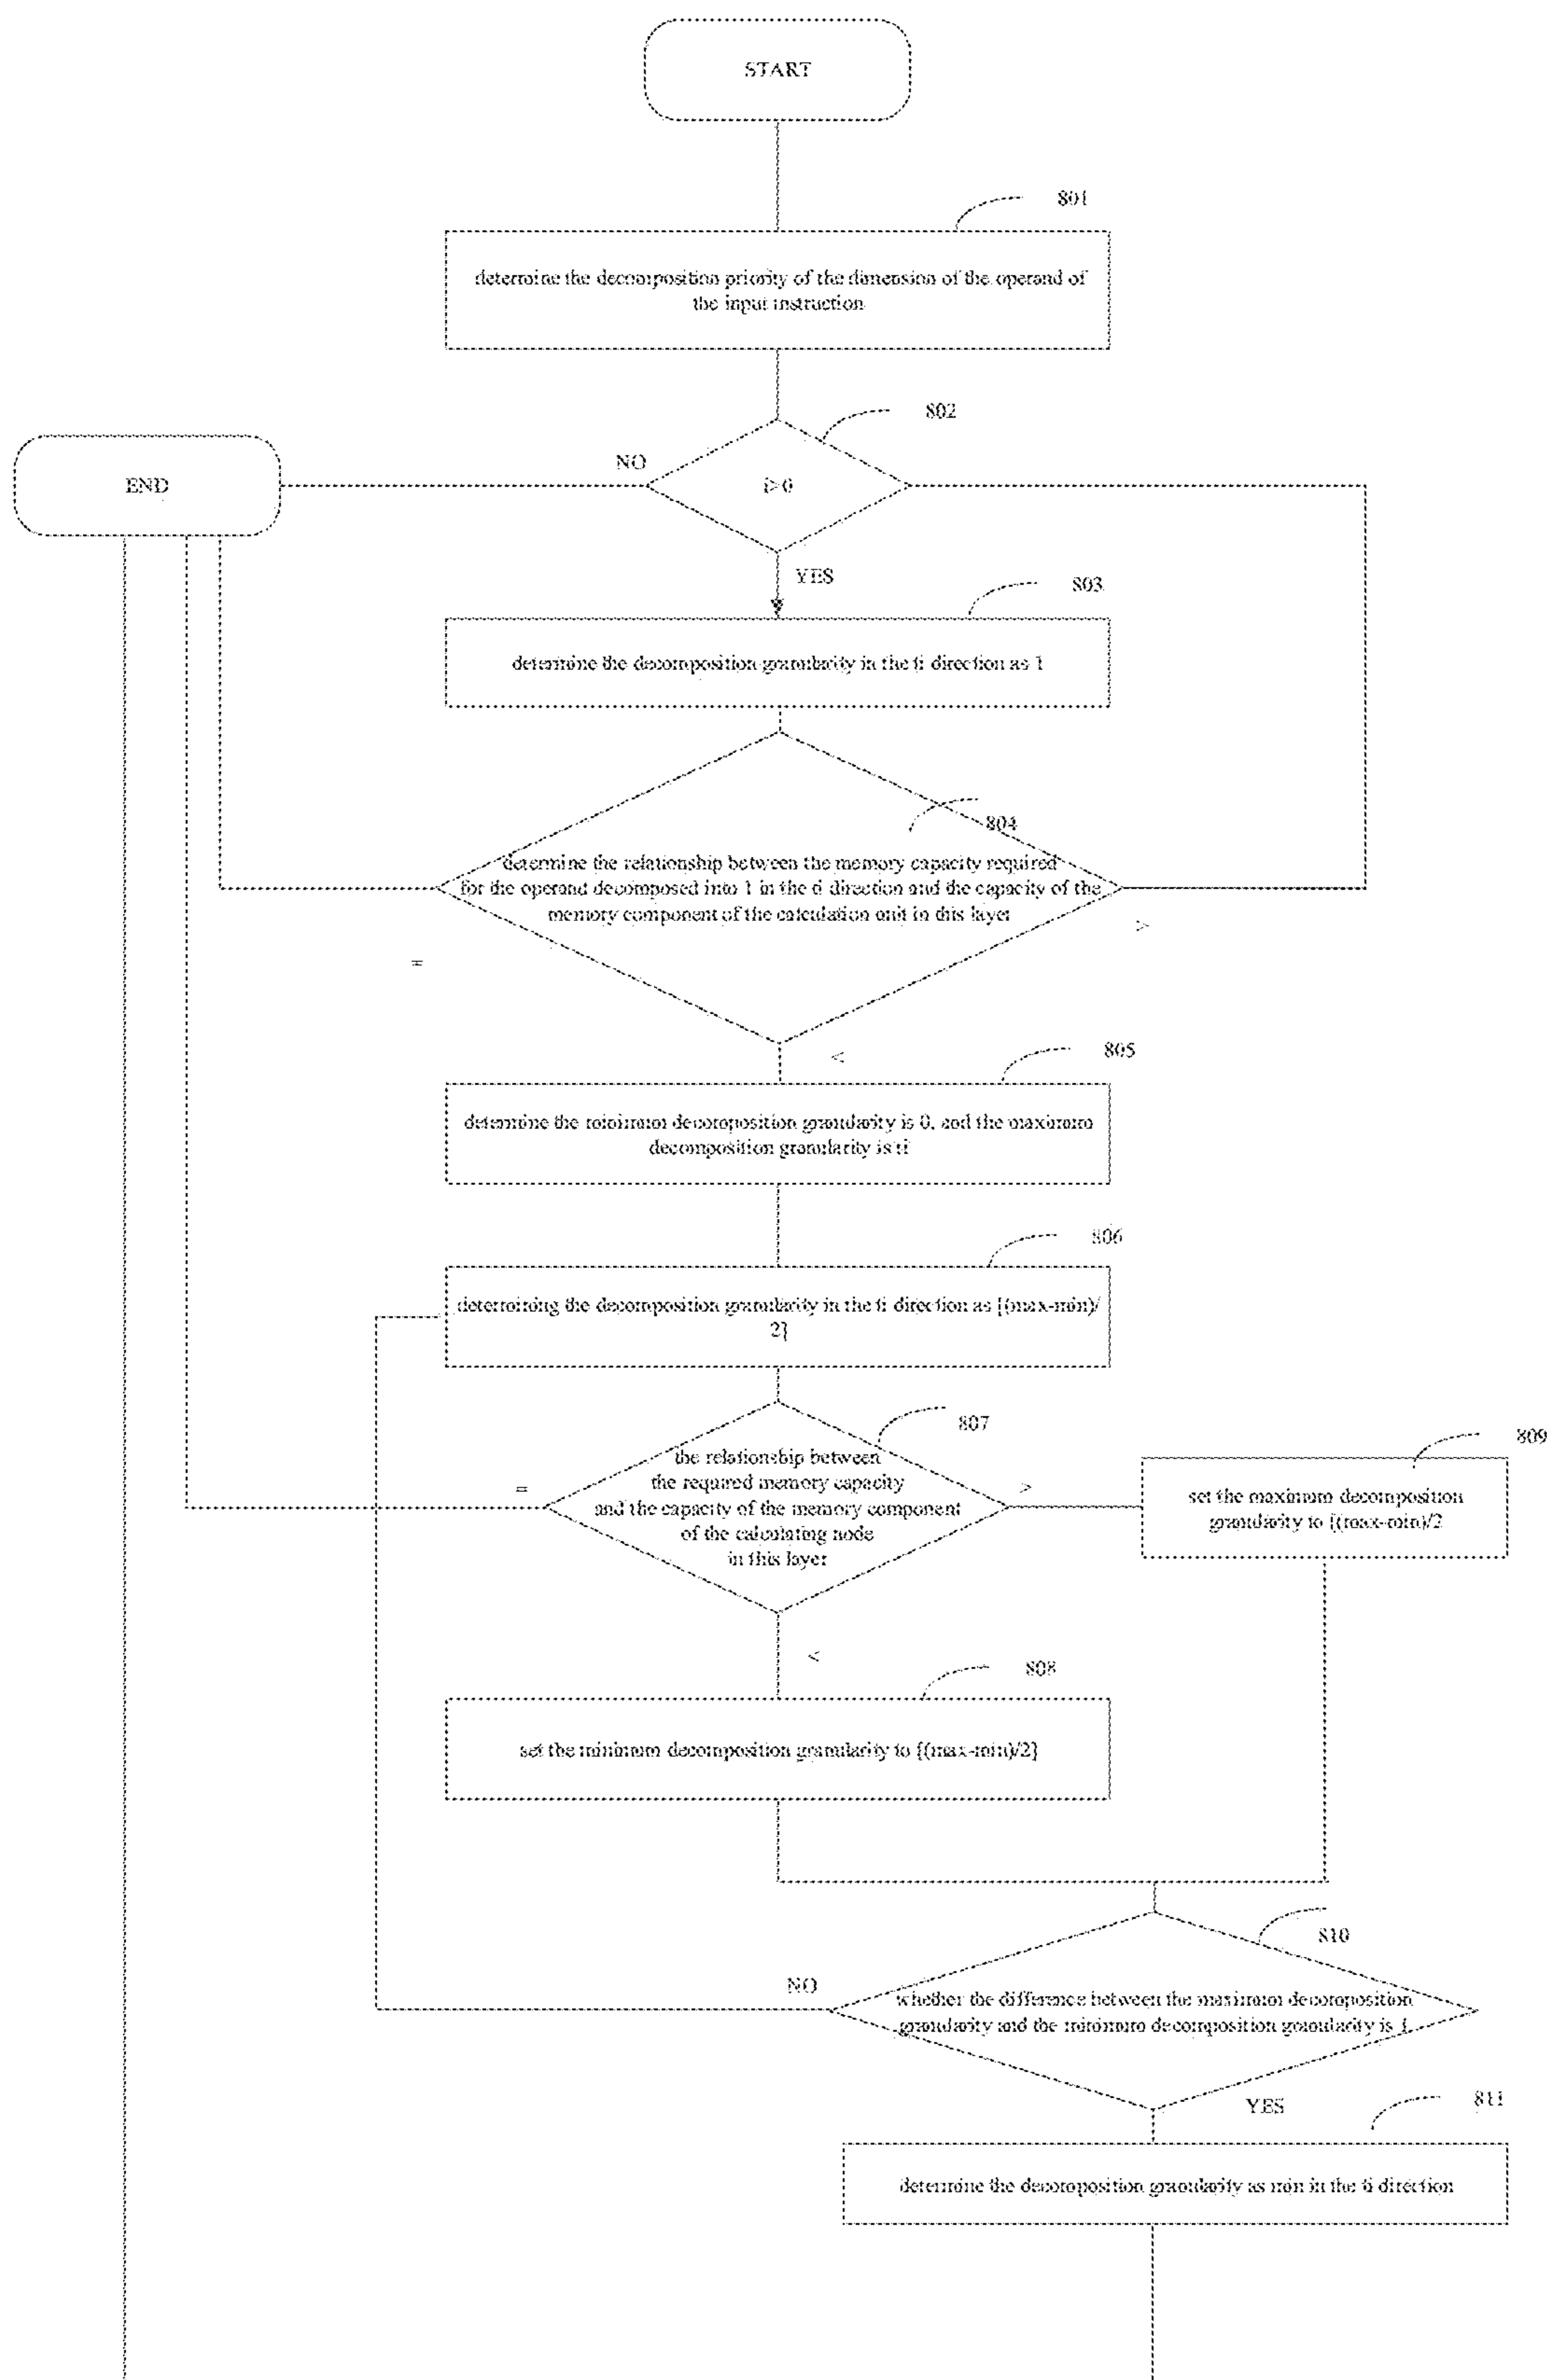 START
801
determine the decomposition priority of the dimension of the operand of
the input instruction
802
NO
i>0
END
YES
803
determine the decomposition granularity in the ti direction as 1
804
determine the relationship between the memory capacity required
for the operand decomposed into 1 in the ti direction and the capacity of the
memory component of the calculation unit in this layer
>
=
<
805
determine the minimum decomposition granularity is 0, and the maximum
decomposition granularity is ti
806
determining the decomposition granularity in the ti direction as [(max-min)/
2]
807
809
the relationship between
the required memory capacity
and the capacity of the memory component
of the calculating node
in this layer
=
>
set the maximum decomposition
granularity to [(max-min)/2
<
808
set the minimum decomposition granularity to [(max-min)/2]
810
NO
whether the difference between the maximum decomposition
granularity and the minimum decomposition granularity is 1
YES
811
determine the decomposition granularity as min in the ti direction